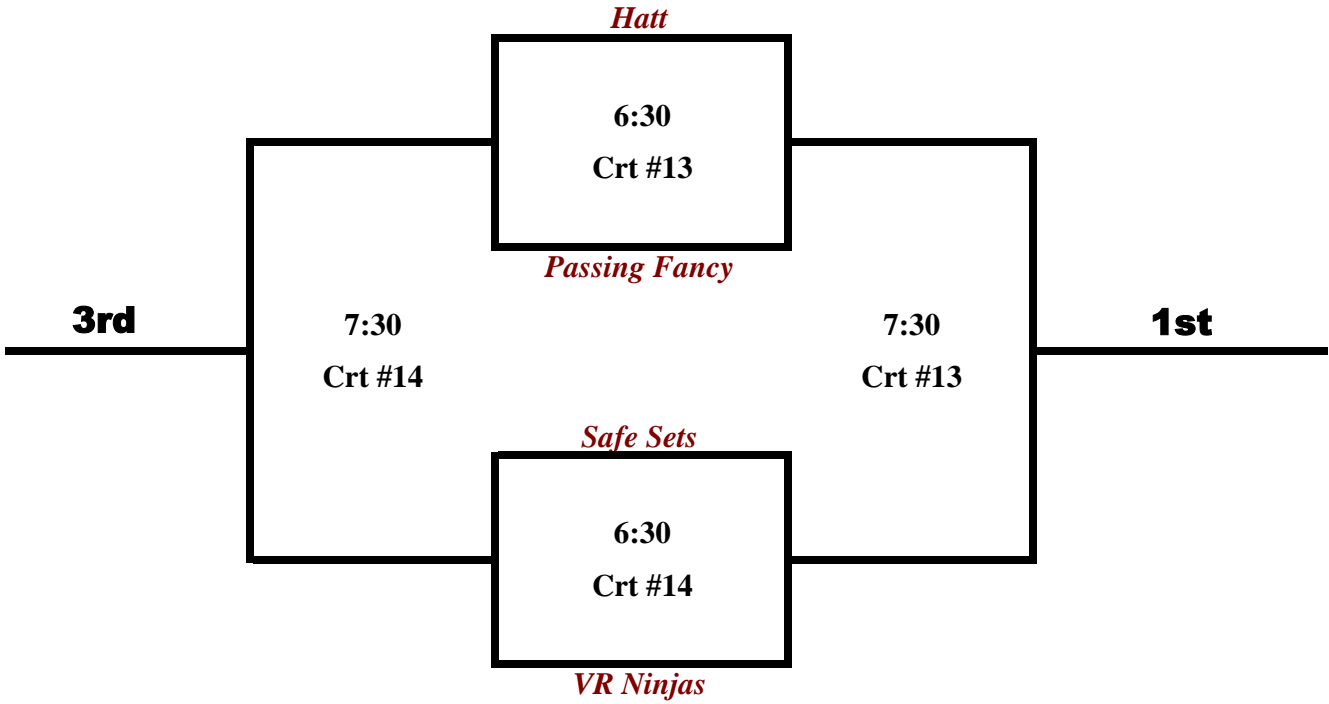 Hatt
6:30
Crt #13
Passing Fancy
3rd
7:30
Crt #14
7:30
Crt #13
1st
Safe Sets
6:30
Crt #14
VR Ninjas